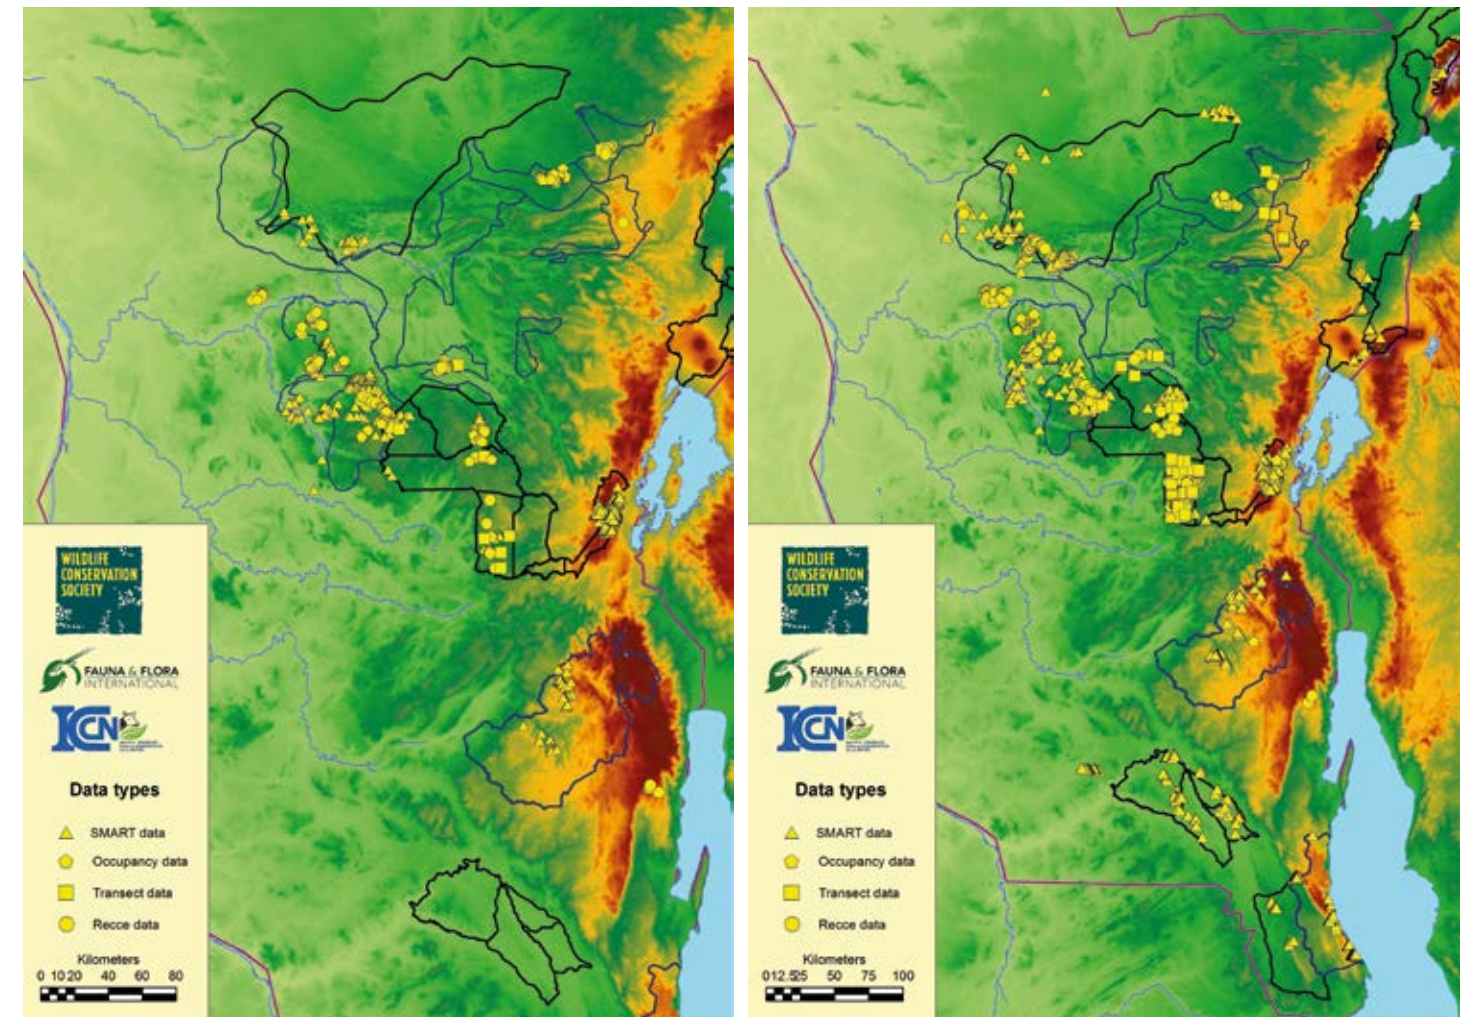 WILDLIFE
CONSERVATION
SOCIETY
FAUNA & FLORA
INTERNATIONAL
ICCN
Data types
SMART data
Occupancy data
Transect data
Recce data
Kilometers
0 10 20 40 60 80
WILDLIFE
CONSERVATION
SOCIETY
FAUNA & FLORA
INTERNATIONAL
ICCN
Data types
SMART data
Occupancy data
Transect data
Recce data
Kilometers
0 12.5 25 50 75 100